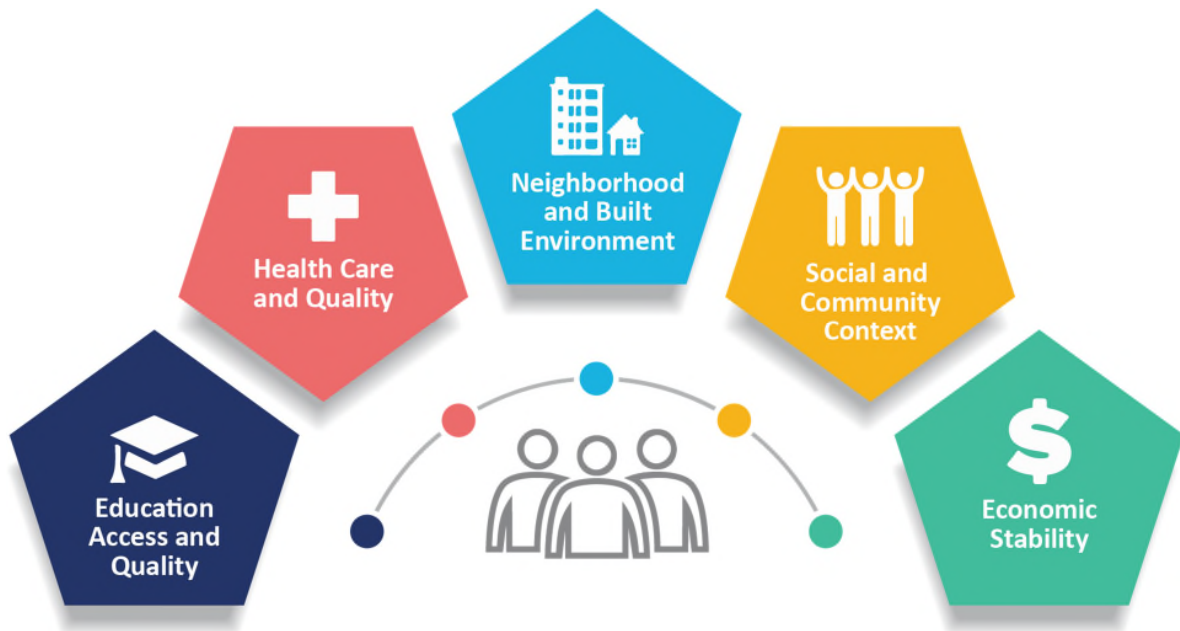 Education
Access and
Quality
Health Care
and Quality
Neighborhood
and Built
Environment
Social and
Community
Context
$
Economic
Stability